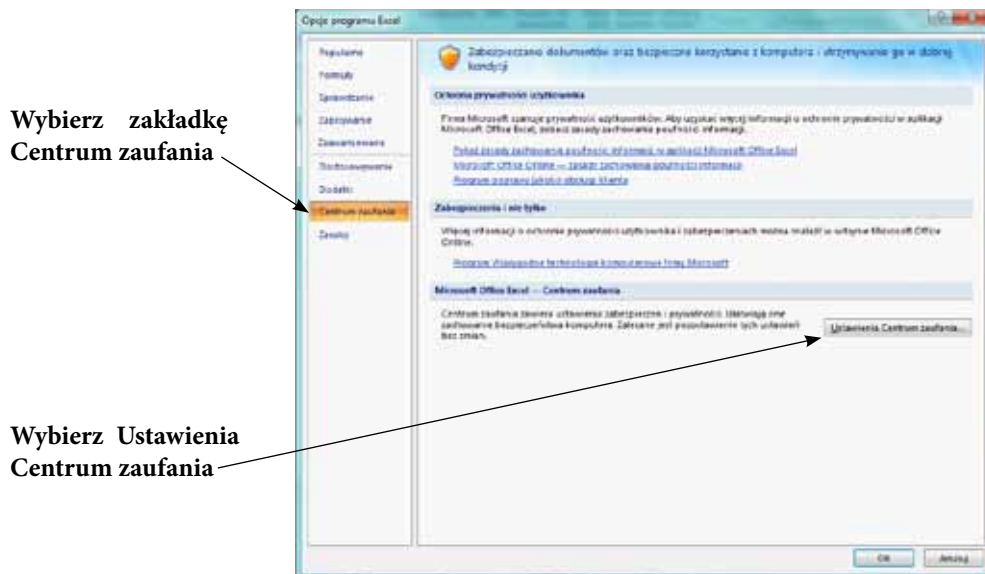 Opcje programu Excel
Popularne
Formuły
Sprawdzanie
Zapisywanie
Zaawansowane
Dostosowywanie
Dodatki
Centrum zaufania
Zasoby
Zabezpieczanie dokumentów oraz bezpieczne korzystanie z komputera i utrzymywanie go w dobrej
kondycji
Ochrona prywatności użytkownika
Firma Microsoft szanuje prywatność użytkowników. Aby uzyskać więcej informacji o ochronie prywatności w aplikacji
Microsoft Office Excel, zobacz zasady zachowania poufności informacji.
Pokaż zasady zachowania poufności informacji w aplikacji Microsoft Office Excel
Microsoft Office Online — zasady zachowania poufności informacji
Program poprawy jakości obsługi klienta
Zabezpieczenia i nie tylko
Więcej informacji o ochronie prywatności użytkownika i zabezpieczeniach można znaleźć w witrynie Microsoft Office
Online.
Program Wiarygodne technologie komputerowe firmy Microsoft
Microsoft Office Excel — Centrum zaufania
Centrum zaufania zawiera ustawienia zabezpieczeń i prywatności. Ułatwiają one
zachowanie bezpieczeństwa komputera. Zalecane jest pozostawienie tych ustawień
bez zmian.
Ustawienia Centrum zaufania...
OK
Anuluj
Wybierz zakładkę
Centrum zaufania
Wybierz Ustawienia
Centrum zaufania